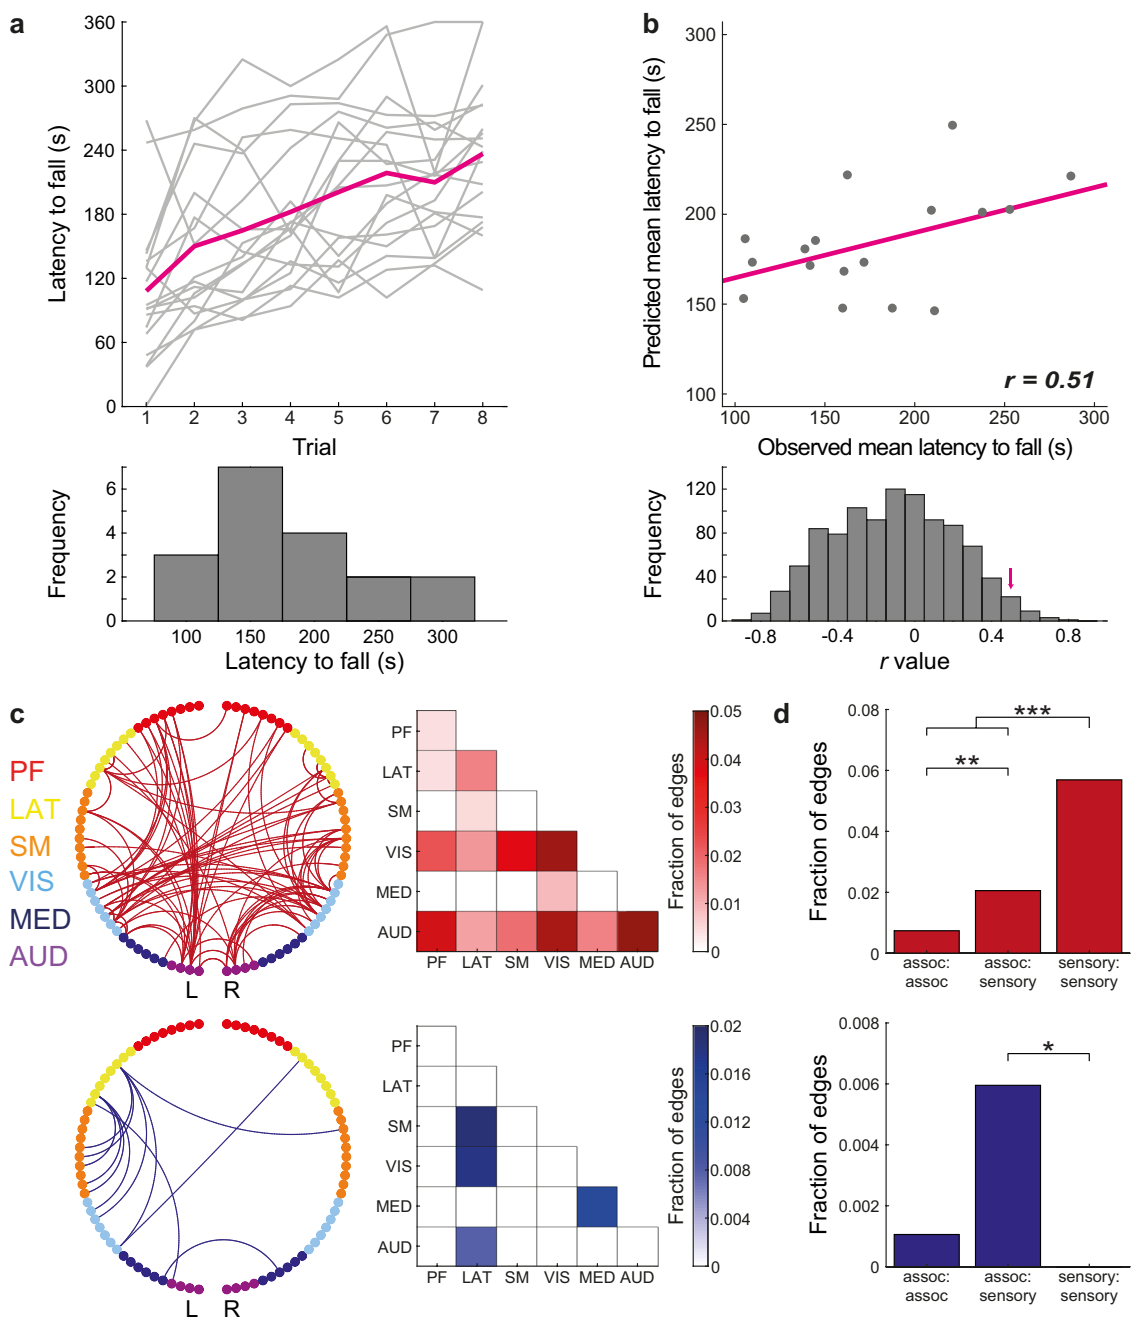 a
Latency to fall (s)
360
300
240
180
120
60
0
1 2 3 4 5 6 7 8
Trial
Frequency
6
4
2
0
100 150 200 250 300
Latency to fall (s)
b
Predicted mean latency to fall (s)
300
250
200
150
100
r = 0.51
100 150 200 250 300
Observed mean latency to fall (s)
Frequency
120
80
40
0
-0.8 -0.4 0 0.4 0.8
r value
c
PF
LAT
SM
VIS
MED
AUD
L R
PF
LAT
SM
VIS
MED
AUD
PF LAT SM VIS MED AUD
0.05
0.04
0.03
0.02
0.01
0
Fraction of edges
L R
PF
LAT
SM
VIS
MED
AUD
PF LAT SM VIS MED AUD
0.02
0.016
0.012
0.008
0.004
0
Fraction of edges
d
Fraction of edges
0.08
0.06
0.04
0.02
0
***
**
assoc: assoc: sensory:
assoc sensory sensory
Fraction of edges
0.008
0.006
0.004
0.002
0
*
assoc: assoc: sensory:
assoc sensory sensory